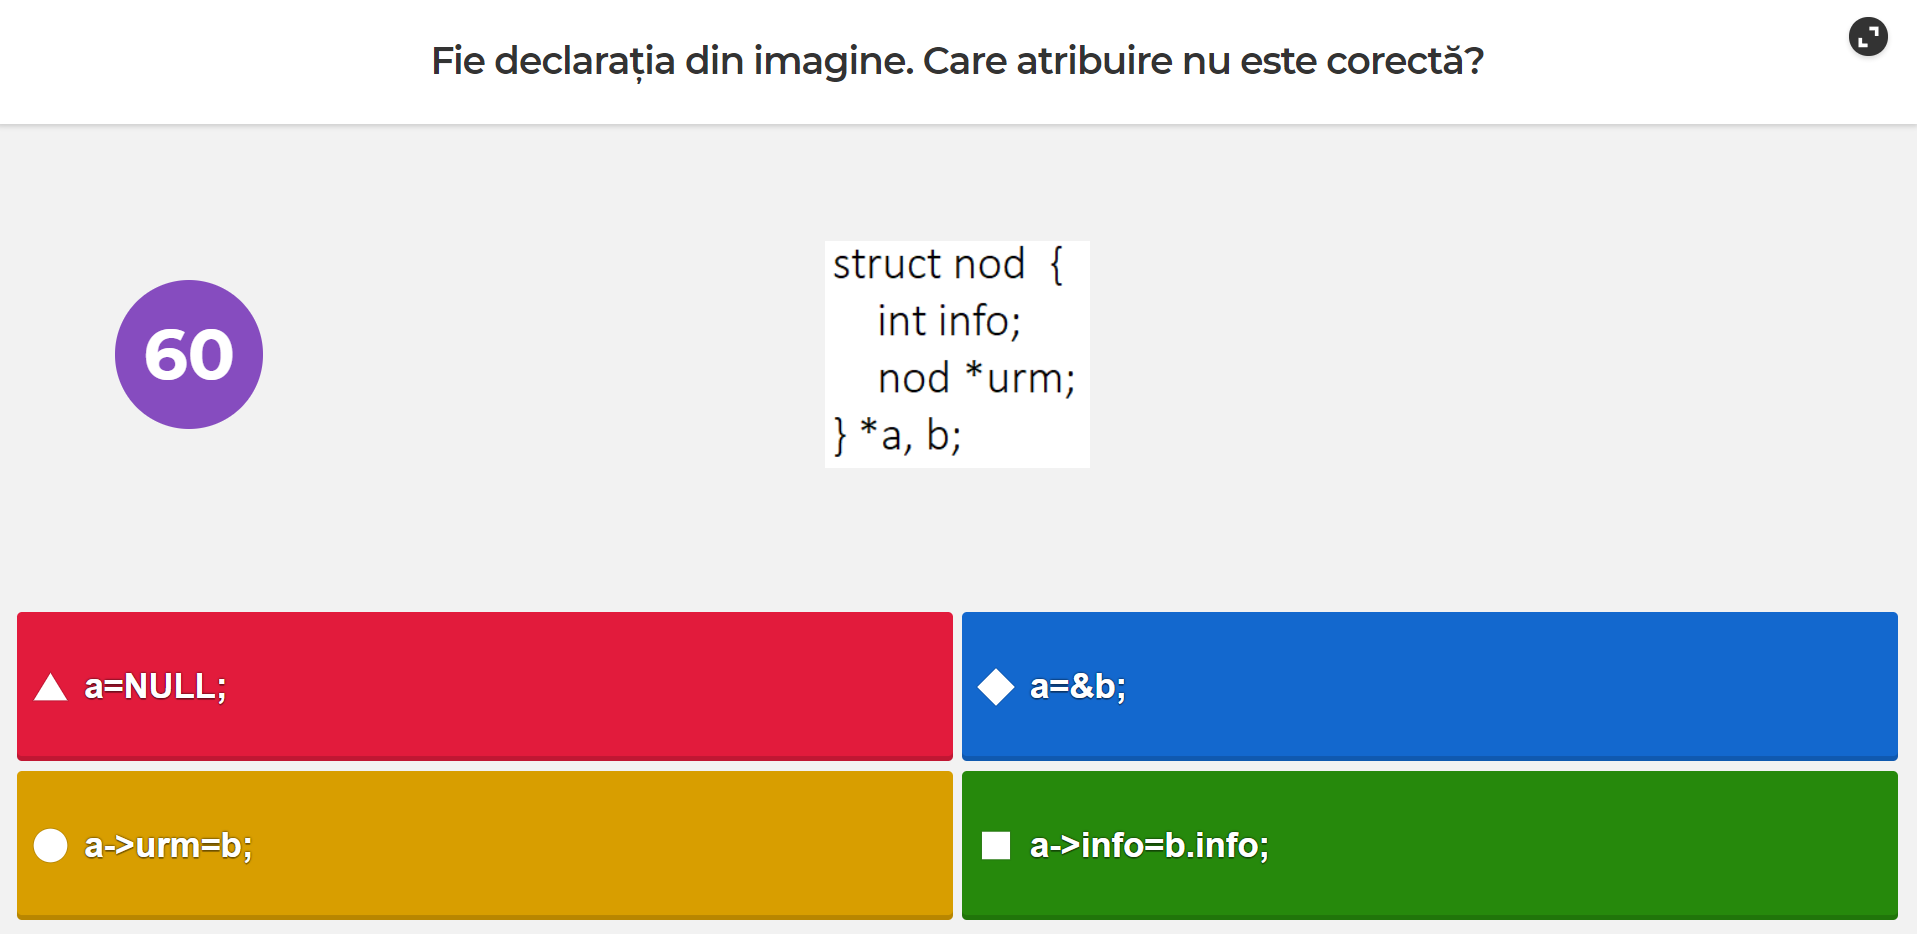 Fie declarația din imagine. Care atribuire nu este corectă?
60
struct nod {
int info;
nod *urm;
} *a, b;
a=NULL;
a=&b;
a->urm=b;
a->info=b.info;